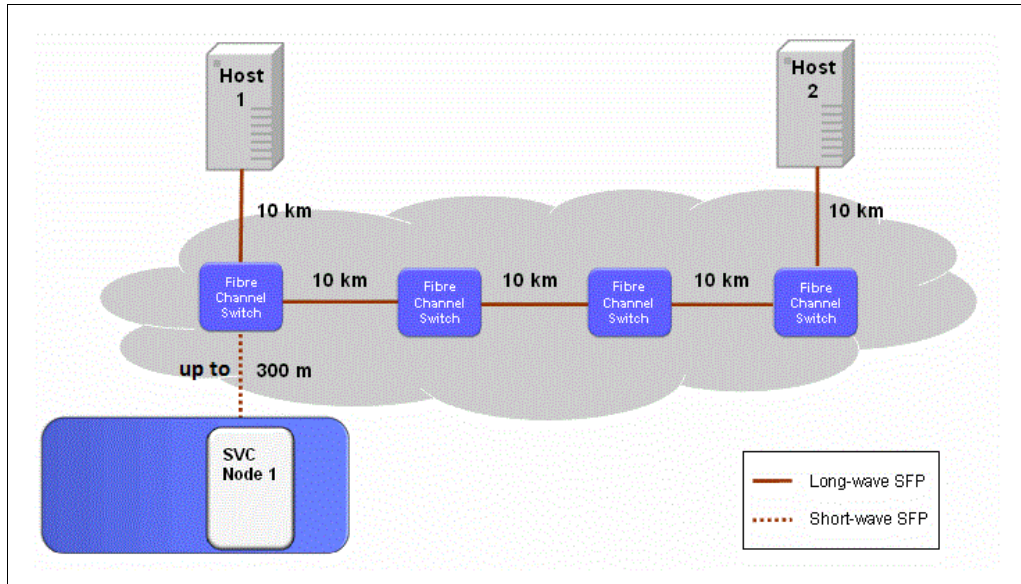 Host
1
Host
2
10 km
10 km
10 km
10 km
10 km
Fibre
Channel
Switch
Fibre
Channel
Switch
Fibre
Channel
Switch
Fibre
Channel
Switch
up to 300 m
SVC
Node 1
Long-wave SFP
Short-wave SFP